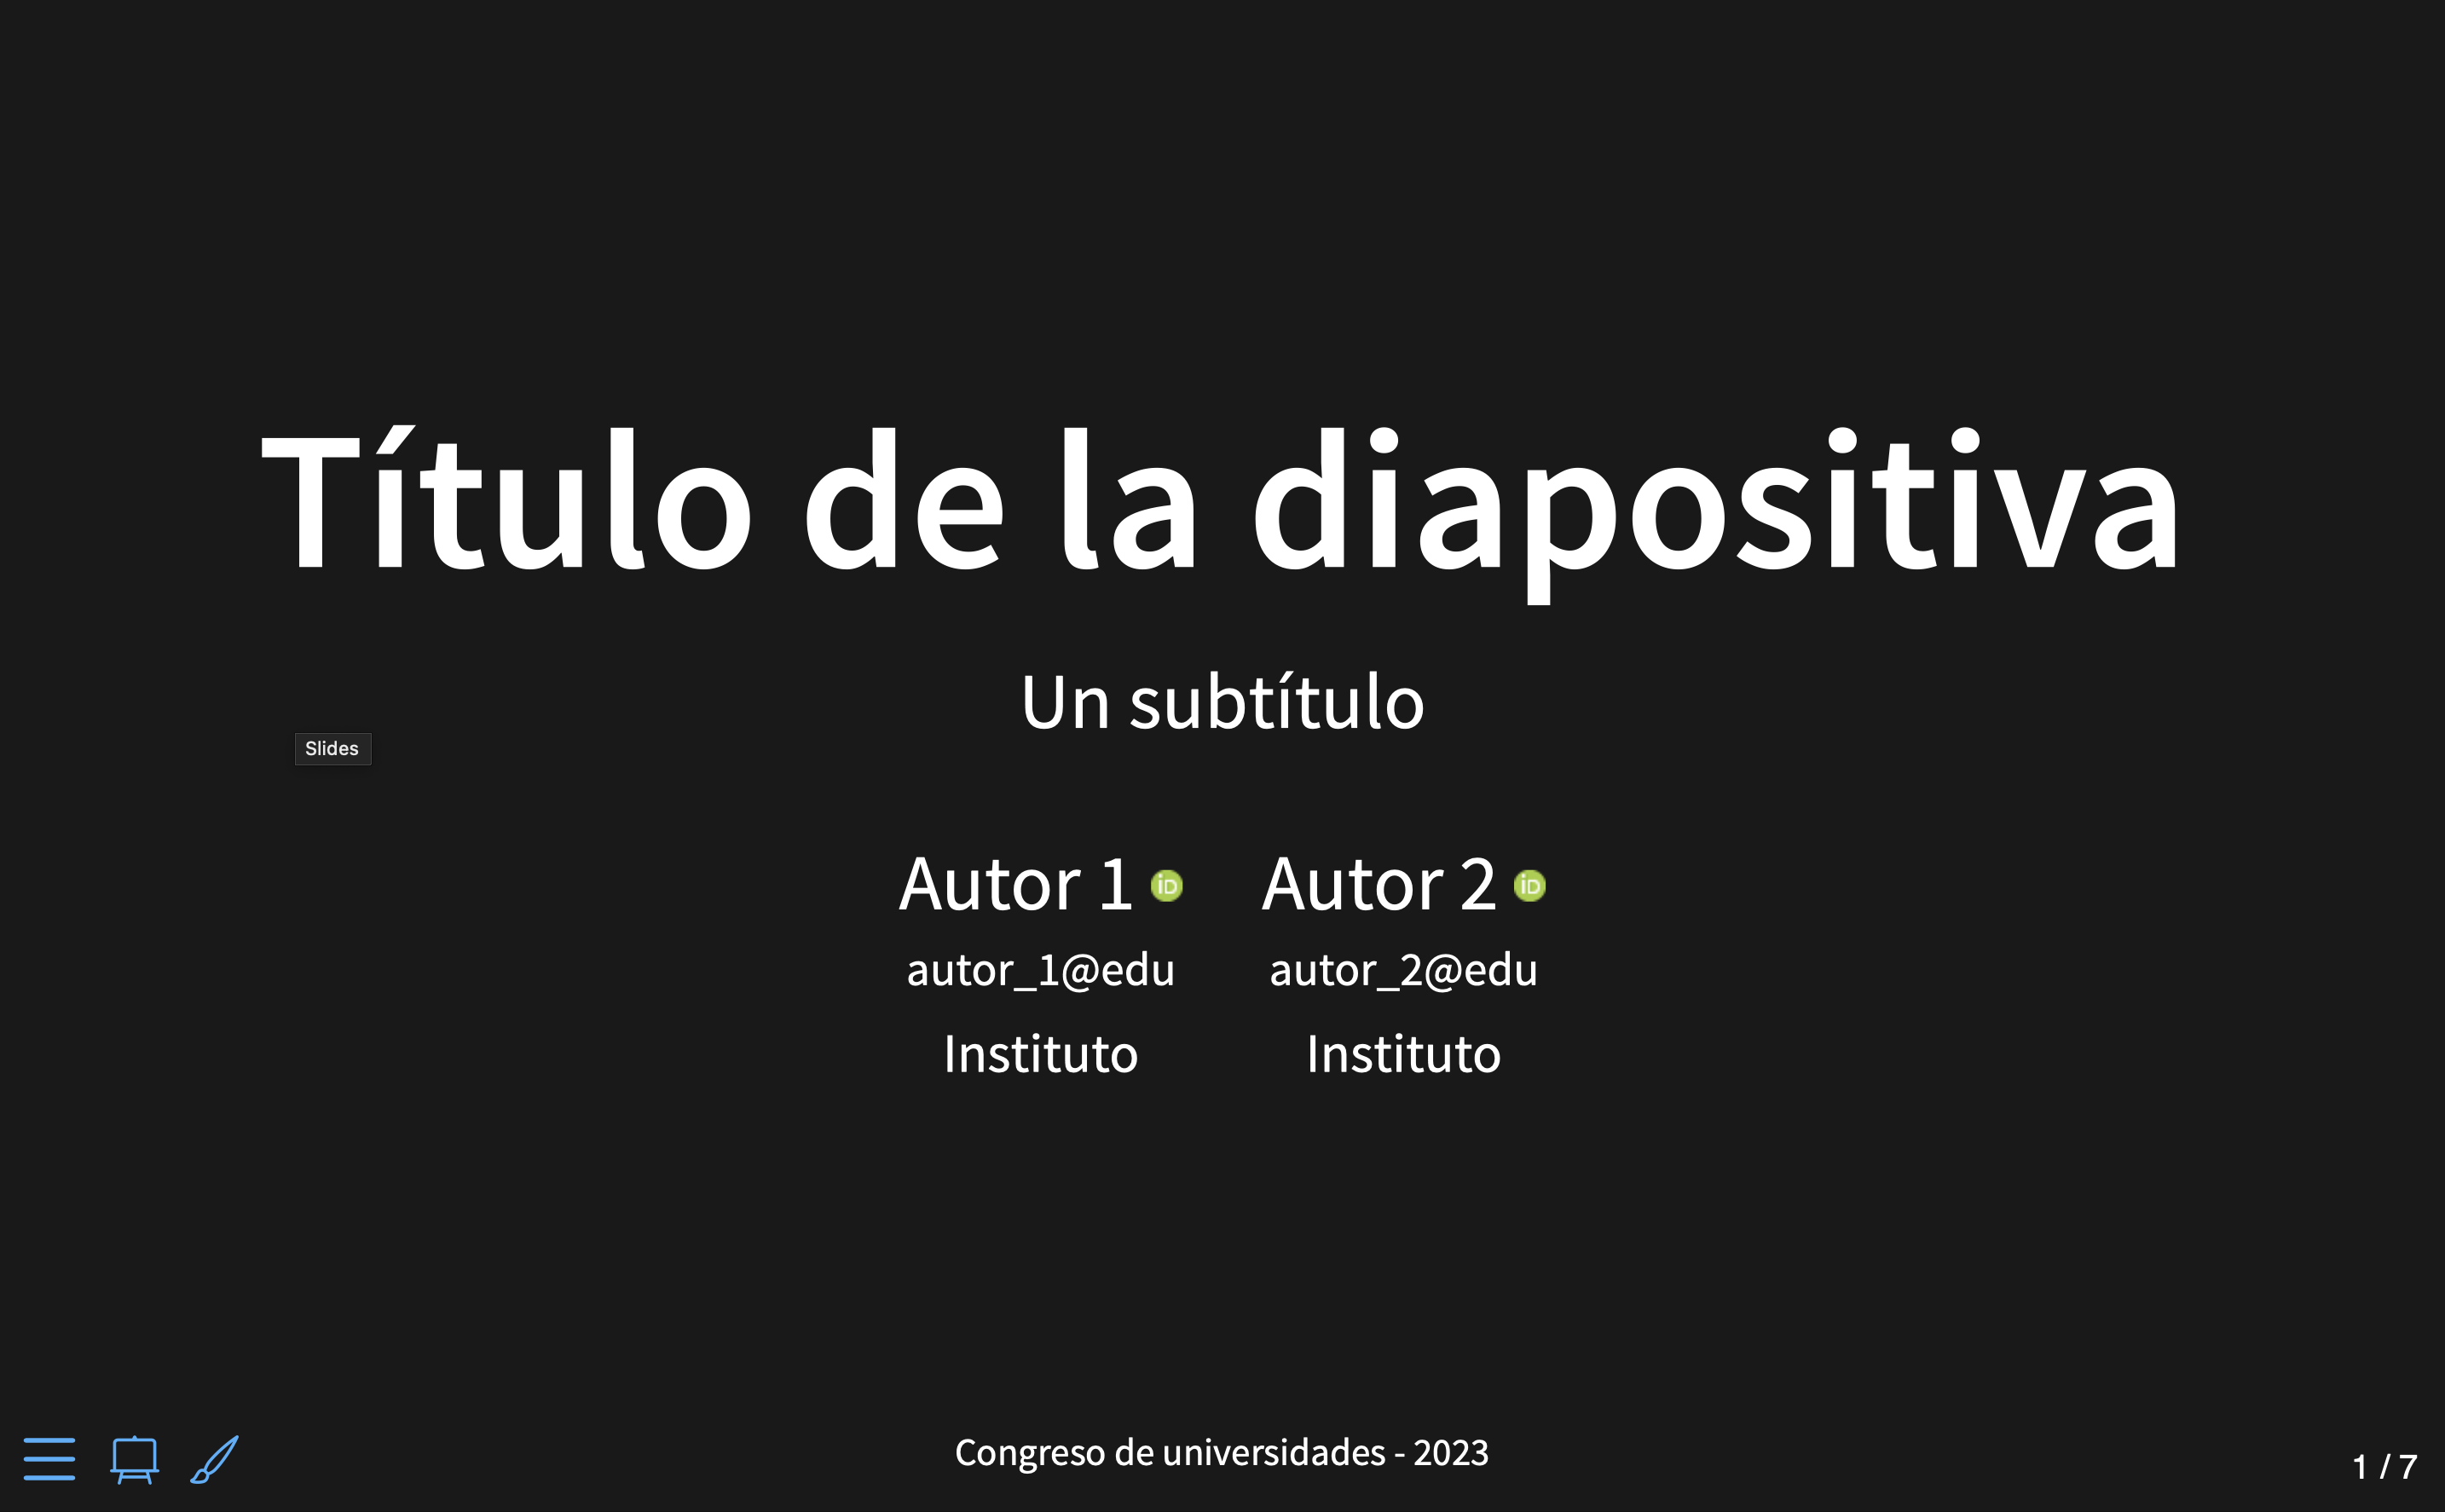 Título de la diapositiva
Un subtítulo
Slides
Autor 1 iD Autor 2 iD
autor_1@edu autor_2@edu
Instituto Instituto
Congreso de universidades - 2023
1 / 7